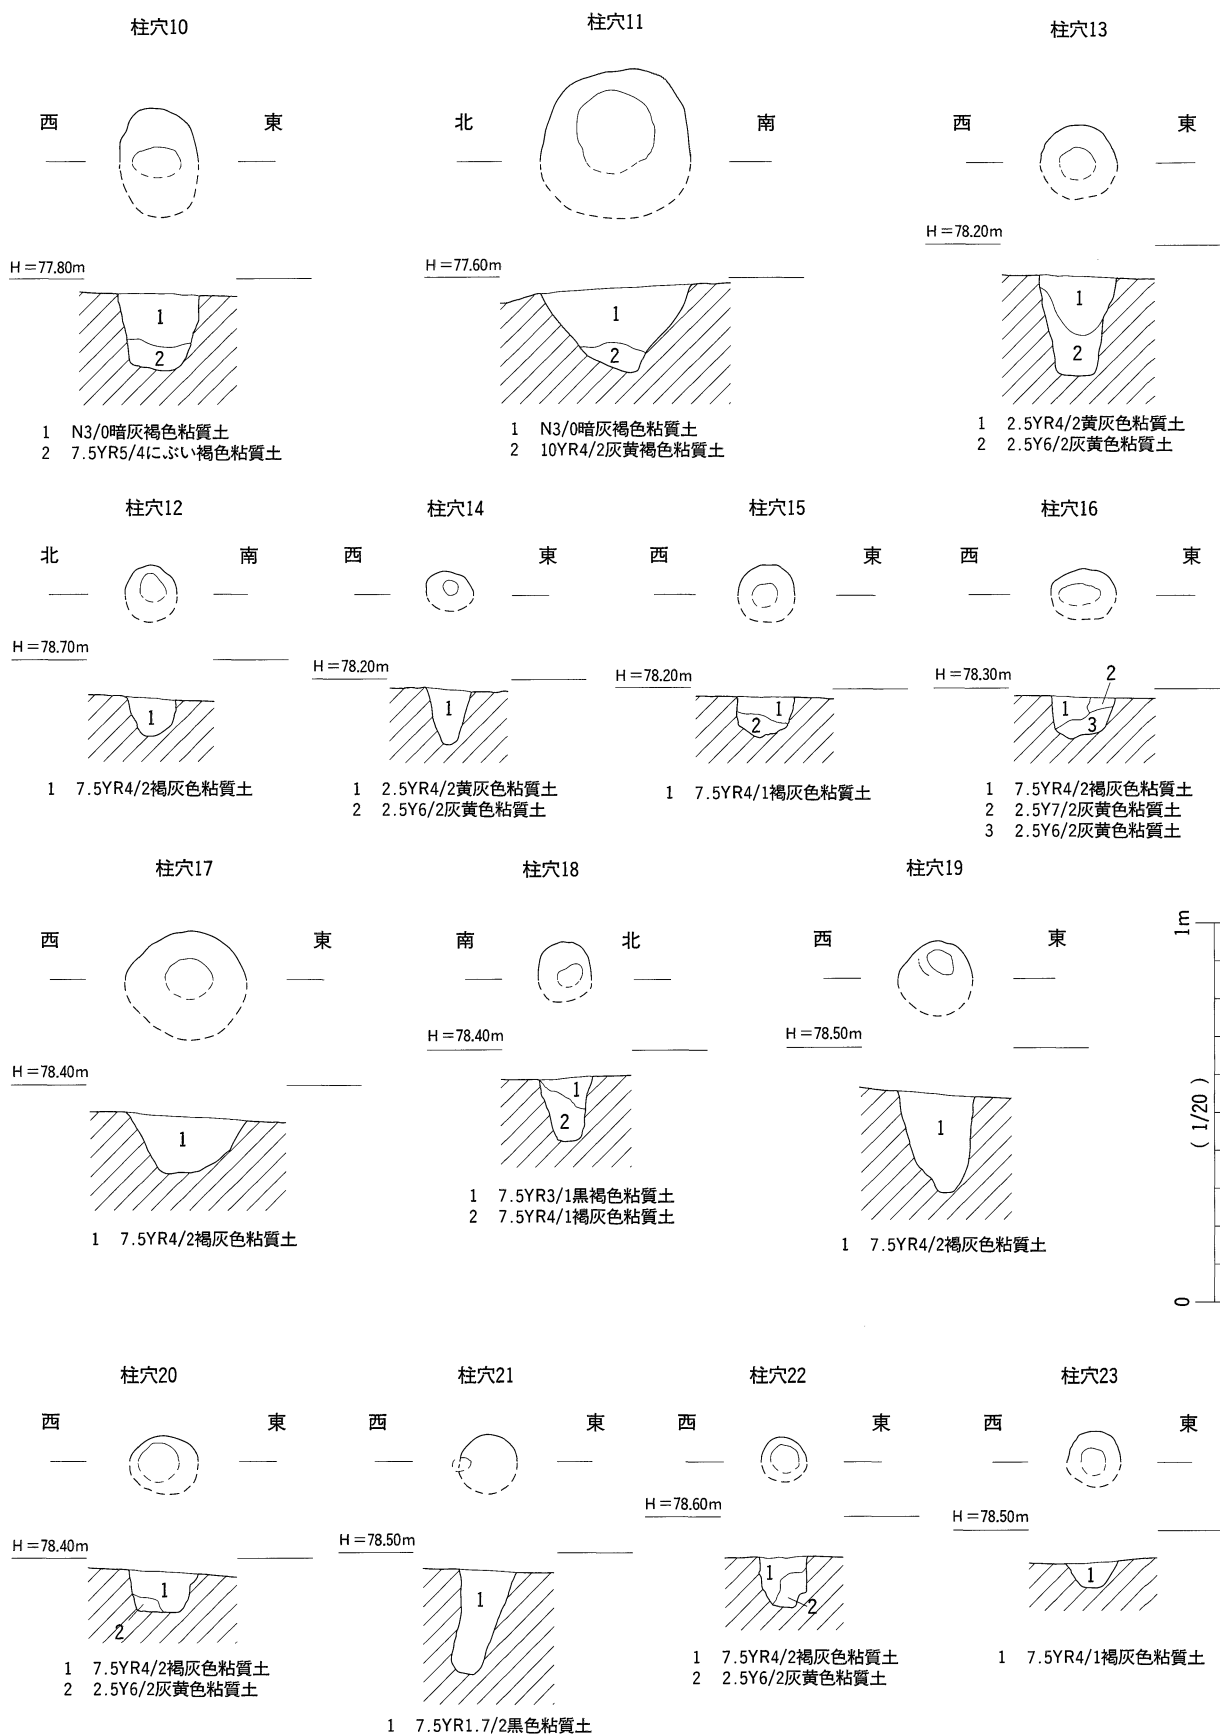 柱穴10
西 東
H=77.80m
1
2
1 N3/0暗灰褐色粘質土
2 7.5YR5/4にぶい褐色粘質土
柱穴11
北 南
H=77.60m
1
2
1 N3/0暗灰褐色粘質土
2 10YR4/2灰黄褐色粘質土
柱穴13
西 東
H=78.20m
1
2
1 2.5YR4/2黄灰色粘質土
2 2.5Y6/2灰黄色粘質土
柱穴12
北 南
H=78.70m
1
1 7.5YR4/2褐灰色粘質土
柱穴14
西 東
H=78.20m
1
1 2.5YR4/2黄灰色粘質土
2 2.5Y6/2灰黄色粘質土
柱穴15
西 東
H=78.20m
1
2
1 7.5YR4/1褐灰色粘質土
柱穴16
西 東
H=78.30m
2
1
3
1 7.5YR4/2褐灰色粘質土
2 2.5Y7/2灰黄色粘質土
3 2.5Y6/2灰黄色粘質土
柱穴17
西 東
H=78.40m
1
1 7.5YR4/2褐灰色粘質土
柱穴18
南 北
H=78.40m
1
2
1 7.5YR3/1黒褐色粘質土
2 7.5YR4/1褐灰色粘質土
柱穴19
西 東
H=78.50m
1
1 7.5YR4/2褐灰色粘質土
1m
(1/20)
0
柱穴20
西 東
H=78.40m
1
2
1 7.5YR4/2褐灰色粘質土
2 2.5Y6/2灰黄色粘質土
柱穴21
西 東
H=78.50m
1
1 7.5YR1.7/2黒色粘質土
柱穴22
西 東
H=78.60m
1
2
1 7.5YR4/2褐灰色粘質土
2 2.5Y6/2灰黄色粘質土
柱穴23
西 東
H=78.50m
1
1 7.5YR4/1褐灰色粘質土